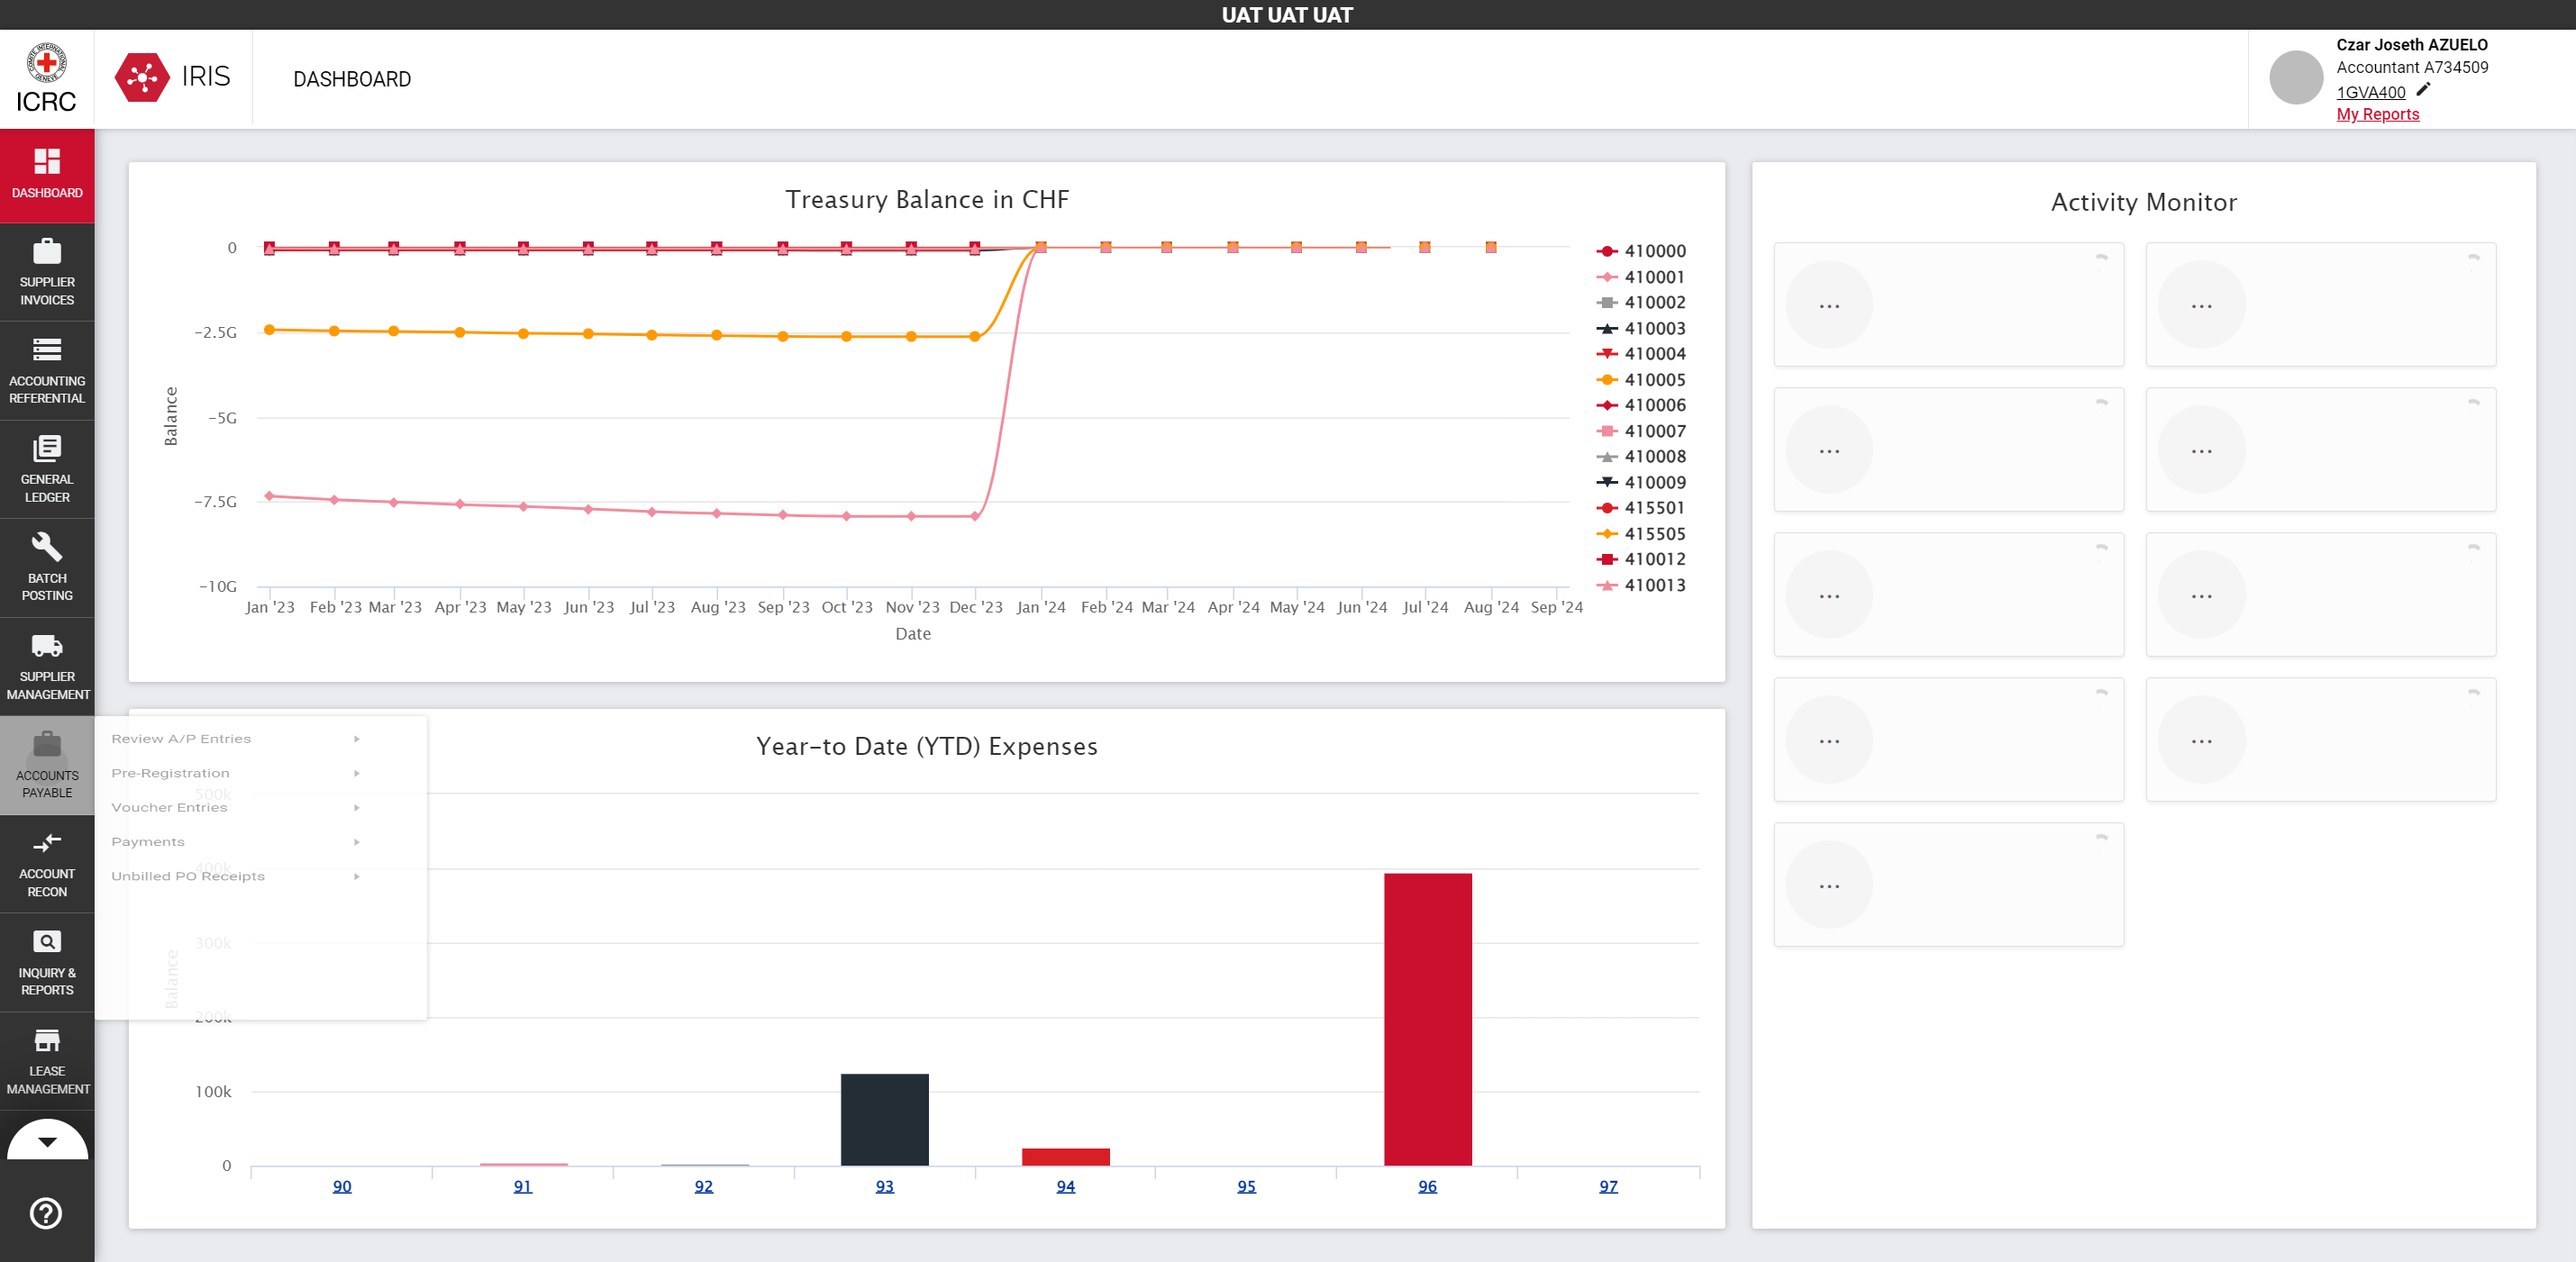 UAT UAT UAT
ICRC
IRIS
DASHBOARD
Czar Joseth AZUELO
Accountant A734509
1GVA400
My Reports
DASHBOARD
SUPPLIER
INVOICES
ACCOUNTING
REFERENTIAL
GENERAL
LEDGER
BATCH
POSTING
SUPPLIER
MANAGEMENT
ACCOUNTS
PAYABLE
ACCOUNT
RECON
INQUIRY &
REPORTS
LEASE
MANAGEMENT
Review A/P Entries
Pre-Registration
Voucher Entries
Payments
Unbilled PO Receipts
Treasury Balance in CHF
Balance
0
-2.5G
-5G
-7.5G
-10G
Jan '23 Feb '23 Mar '23 Apr '23 May '23 Jun '23 Jul '23 Aug '23 Sep '23 Oct '23 Nov '23 Dec '23 Jan '24 Feb '24 Mar '24 Apr '24 May '24 Jun '24 Jul '24 Aug '24 Sep '24
Date
410000
410001
410002
410003
410004
410005
410006
410007
410008
410009
415501
415505
410012
410013
Year-to Date (YTD) Expenses
Balance
500k
400k
300k
200k
100k
0
90 91 92 93 94 95 96 97
Activity Monitor
... ...
... ...
... ...
... ...
...